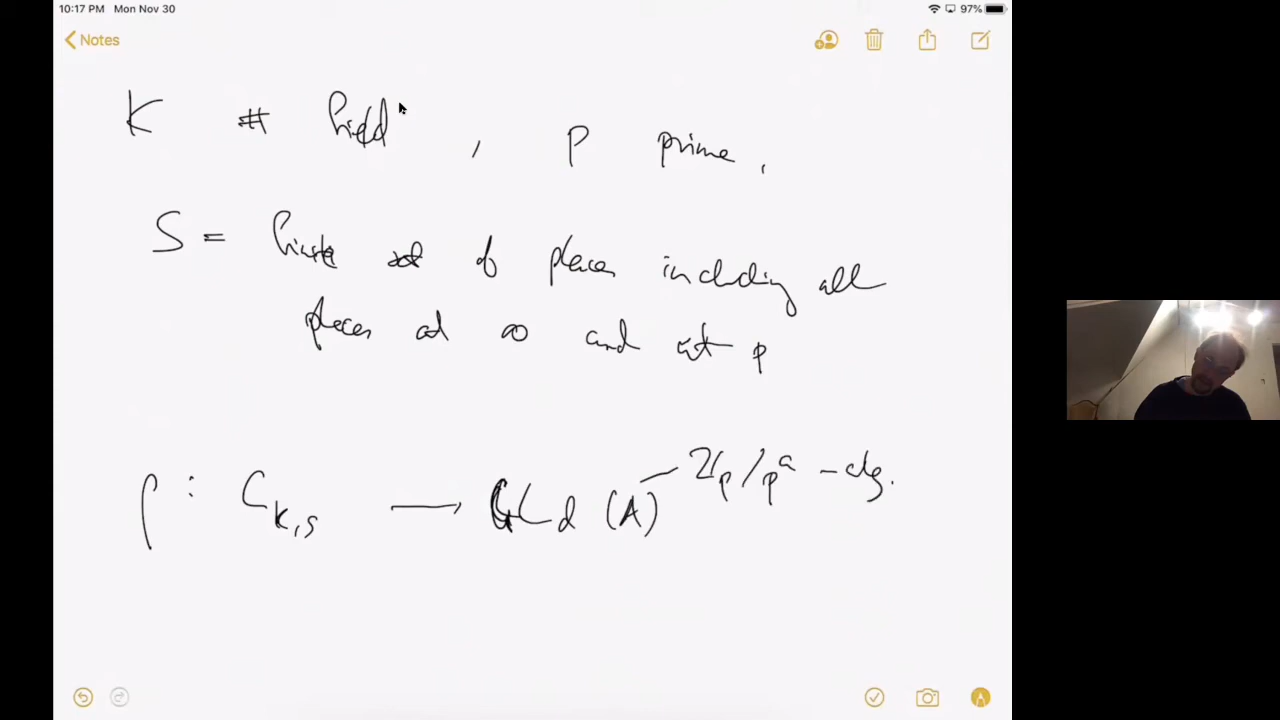 10:17 PM Mon Nov 30
97%
Notes
K # field , p prime ,
S = finite set of places including all
places at ∞ and at p
ρ : G_{K,S} ⟶ GL_d (A) — ℤ_p/p^a - alg.